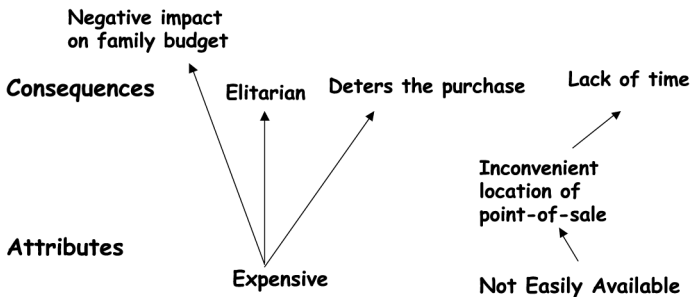 Negative impact
on family budget
Consequences
Elitarian
Deters the purchase
Lack of time
Inconvenient
location of
point-of-sale
Attributes
Expensive
Not Easily Available